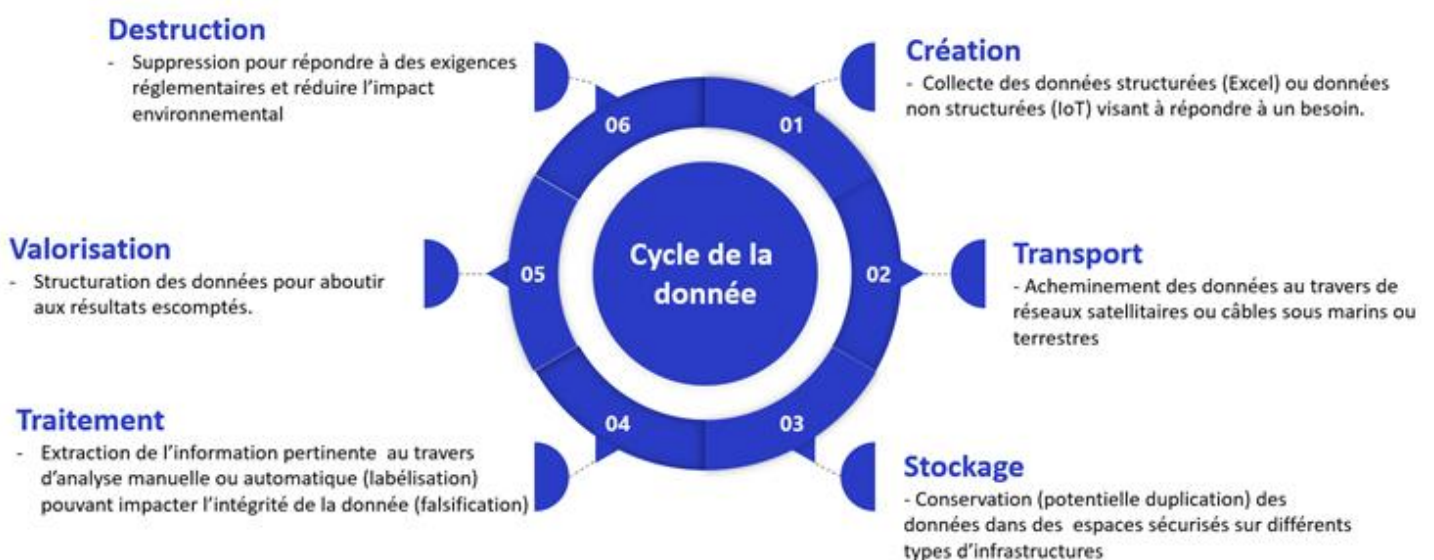 Destruction
- Suppression pour répondre à des exigences
réglementaires et réduire l'impact
environnemental
Création
- Collecte des données structurées (Excel) ou données
non structurées (IoT) visant à répondre à un besoin.
06
01
Valorisation
- Structuration des données pour aboutir
aux résultats escomptés.
05
Cycle de la
donnée
02
Transport
- Acheminement des données au travers de
réseaux satellitaires ou câbles sous marins ou
terrestres
Traitement
- Extraction de l'information pertinente au travers
d'analyse manuelle ou automatique (labélisation)
pouvant impacter l'intégrité de la donnée (falsification)
04
03
Stockage
- Conservation (potentielle duplication) des
données dans des espaces sécurisés sur différents
types d'infrastructures